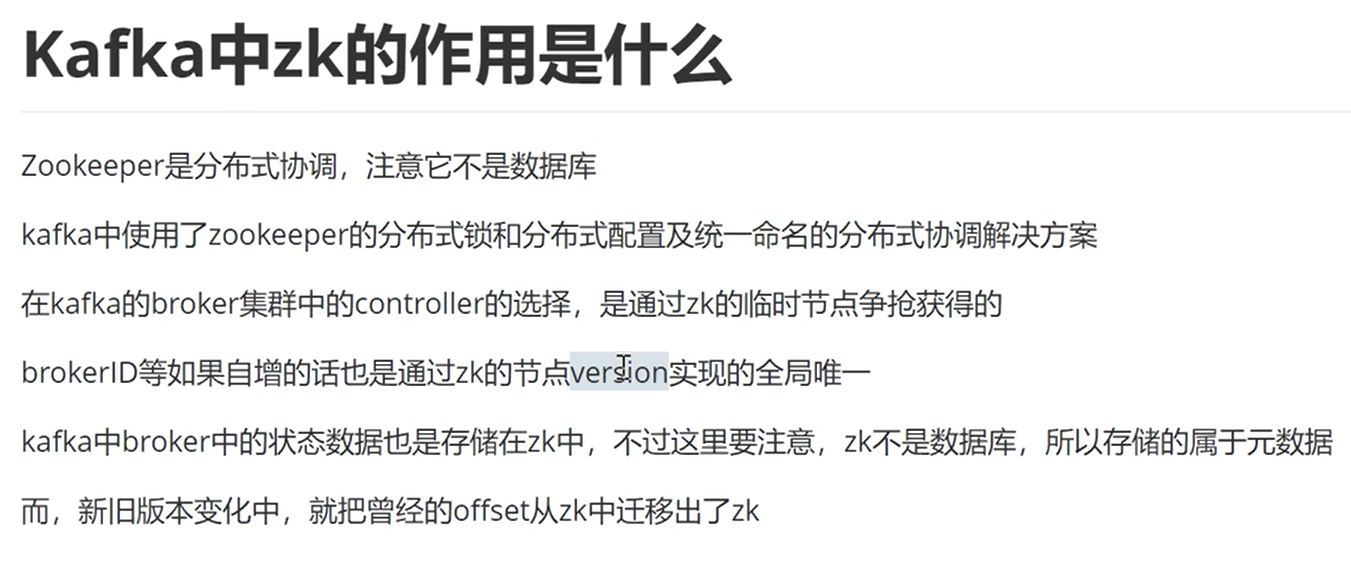 Kafka中zk的作用是什么
Zookeeper是分布式协调，注意它不是数据库
kafka中使用了zookeeper的分布式锁和分布式配置及统一命名的分布式协调解决方案
在kafka的broker集群中的controller的选择，是通过zk的临时节点争抢获得的
brokerID等如果自增的话也是通过zk的节点version实现的全局唯一
kafka中broker中的状态数据也是存储在zk中，不过这里要注意，zk不是数据库，所以存储的属于元数据
而，新旧版本变化中，就把曾经的offset从zk中迁移出了zk